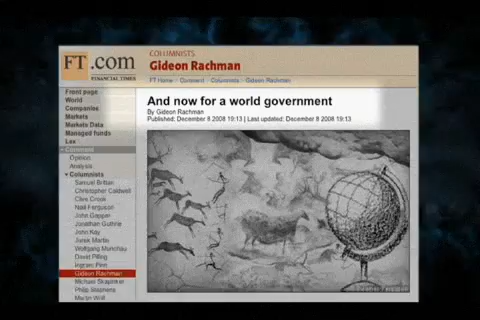 FT.com
FINANCIAL TIMES
COLUMNISTS
Gideon Rachman
FT Home > Comment > Columnists > Gideon Rachman
Front page
World
Companies
Markets
Markets Data
Managed funds
Lex
Comment
Opinion
Analysis
Columnists
Samuel Brittan
Christopher Caldwell
Clive Crook
Niall Ferguson
John Gapper
Jonathan Guthrie
John Kay
Jurek Martin
Wolfgang Munchau
David Pilling
Ingram Pinn
Gideon Rachman
Michael Skapinker
Philip Stephens
Martin Wolf
And now for a world government
By Gideon Rachman
Published: December 8 2008 19:13 | Last updated: December 8 2008 19:13